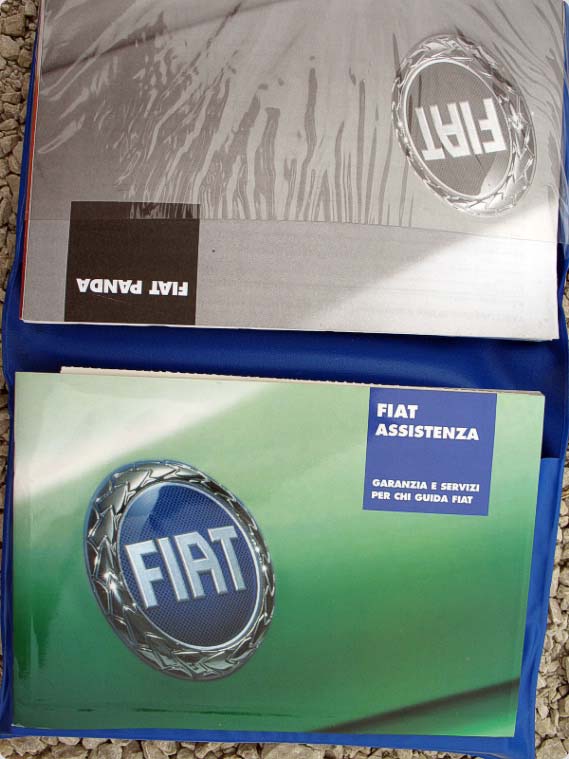 FIAT
FIAT PANDA
FIAT
ASSISTENZA
GARANZIA E SERVIZI
PER CHI GUIDA FIAT
FIAT